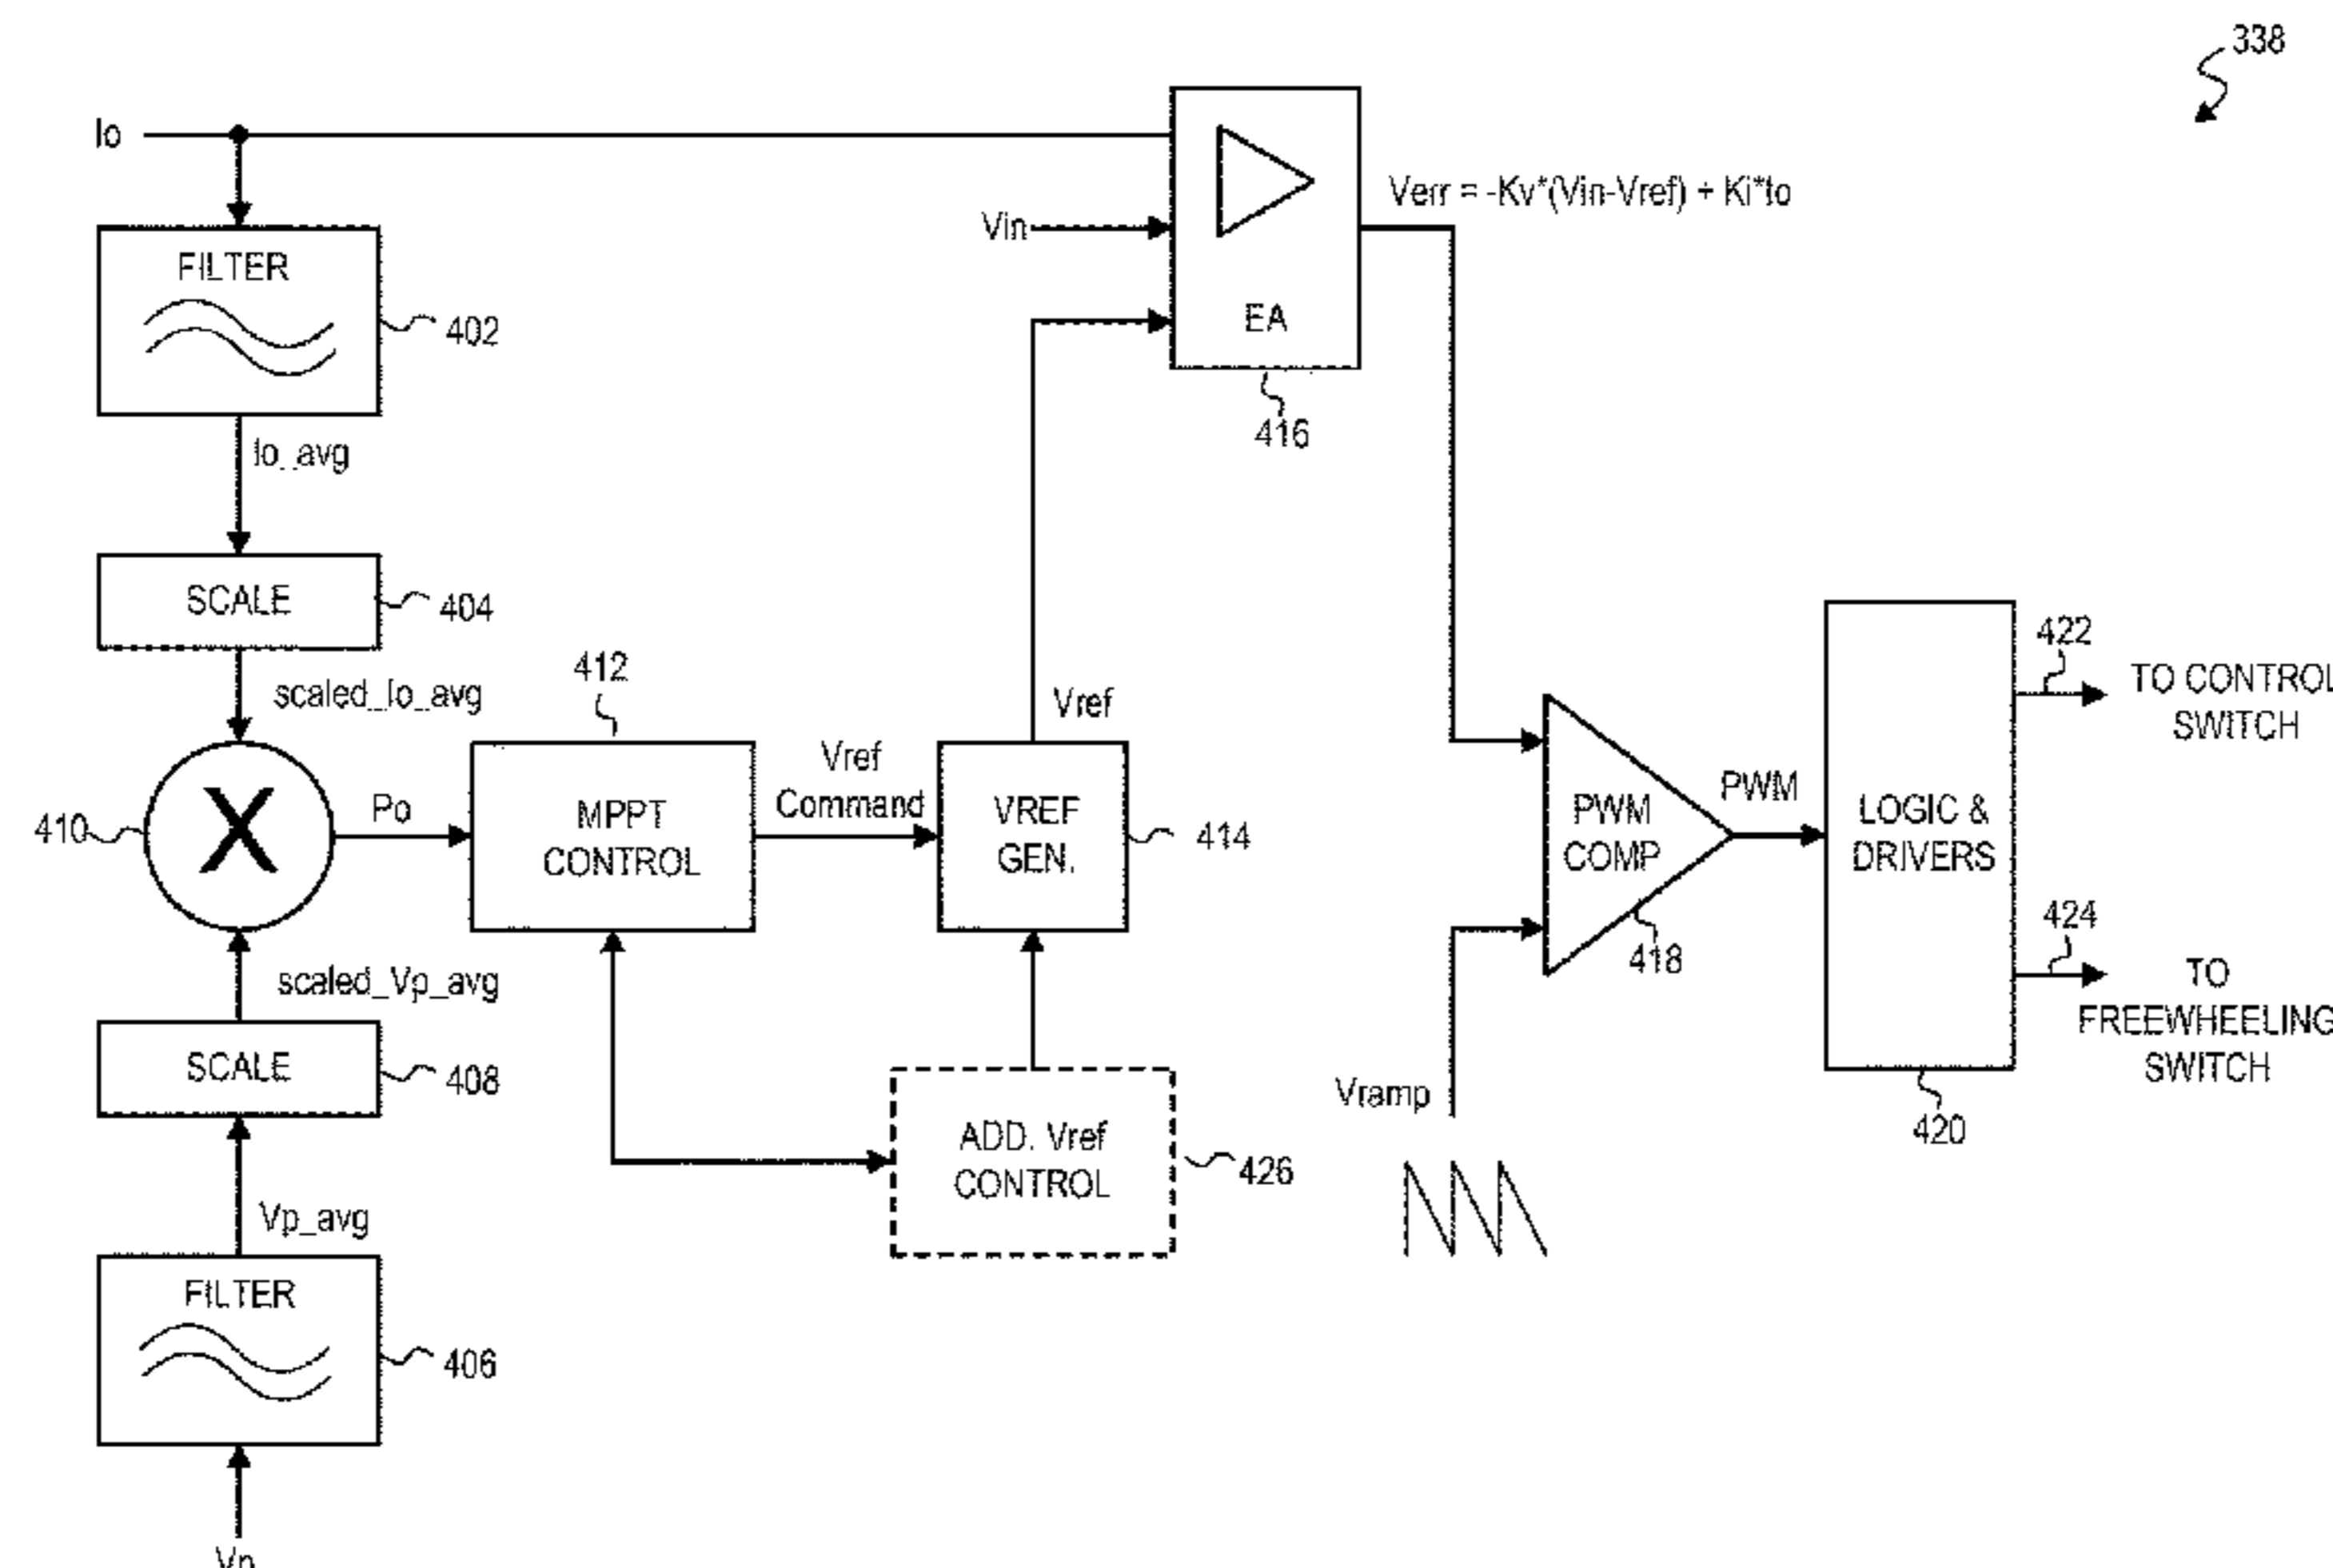 338
Io
Verr = -Kv*(Vin-Vref) + Ki*Io
Vin
FILTER
402
EA
416
Io_avg
SCALE
404
422
TO CONTROL
SWITCH
412
scaled_Io_avg
Vref
Vref
Command
PWM
410
X
Po
MPPT
CONTROL
VREF
GEN.
414
PWM
COMP
LOGIC &
DRIVERS
424
418
TO
FREEWHEELING
SWITCH
scaled_Vp_avg
SCALE
408
Vramp
420
ADD. Vref
CONTROL
426
Vp_avg
FILTER
406
Vp